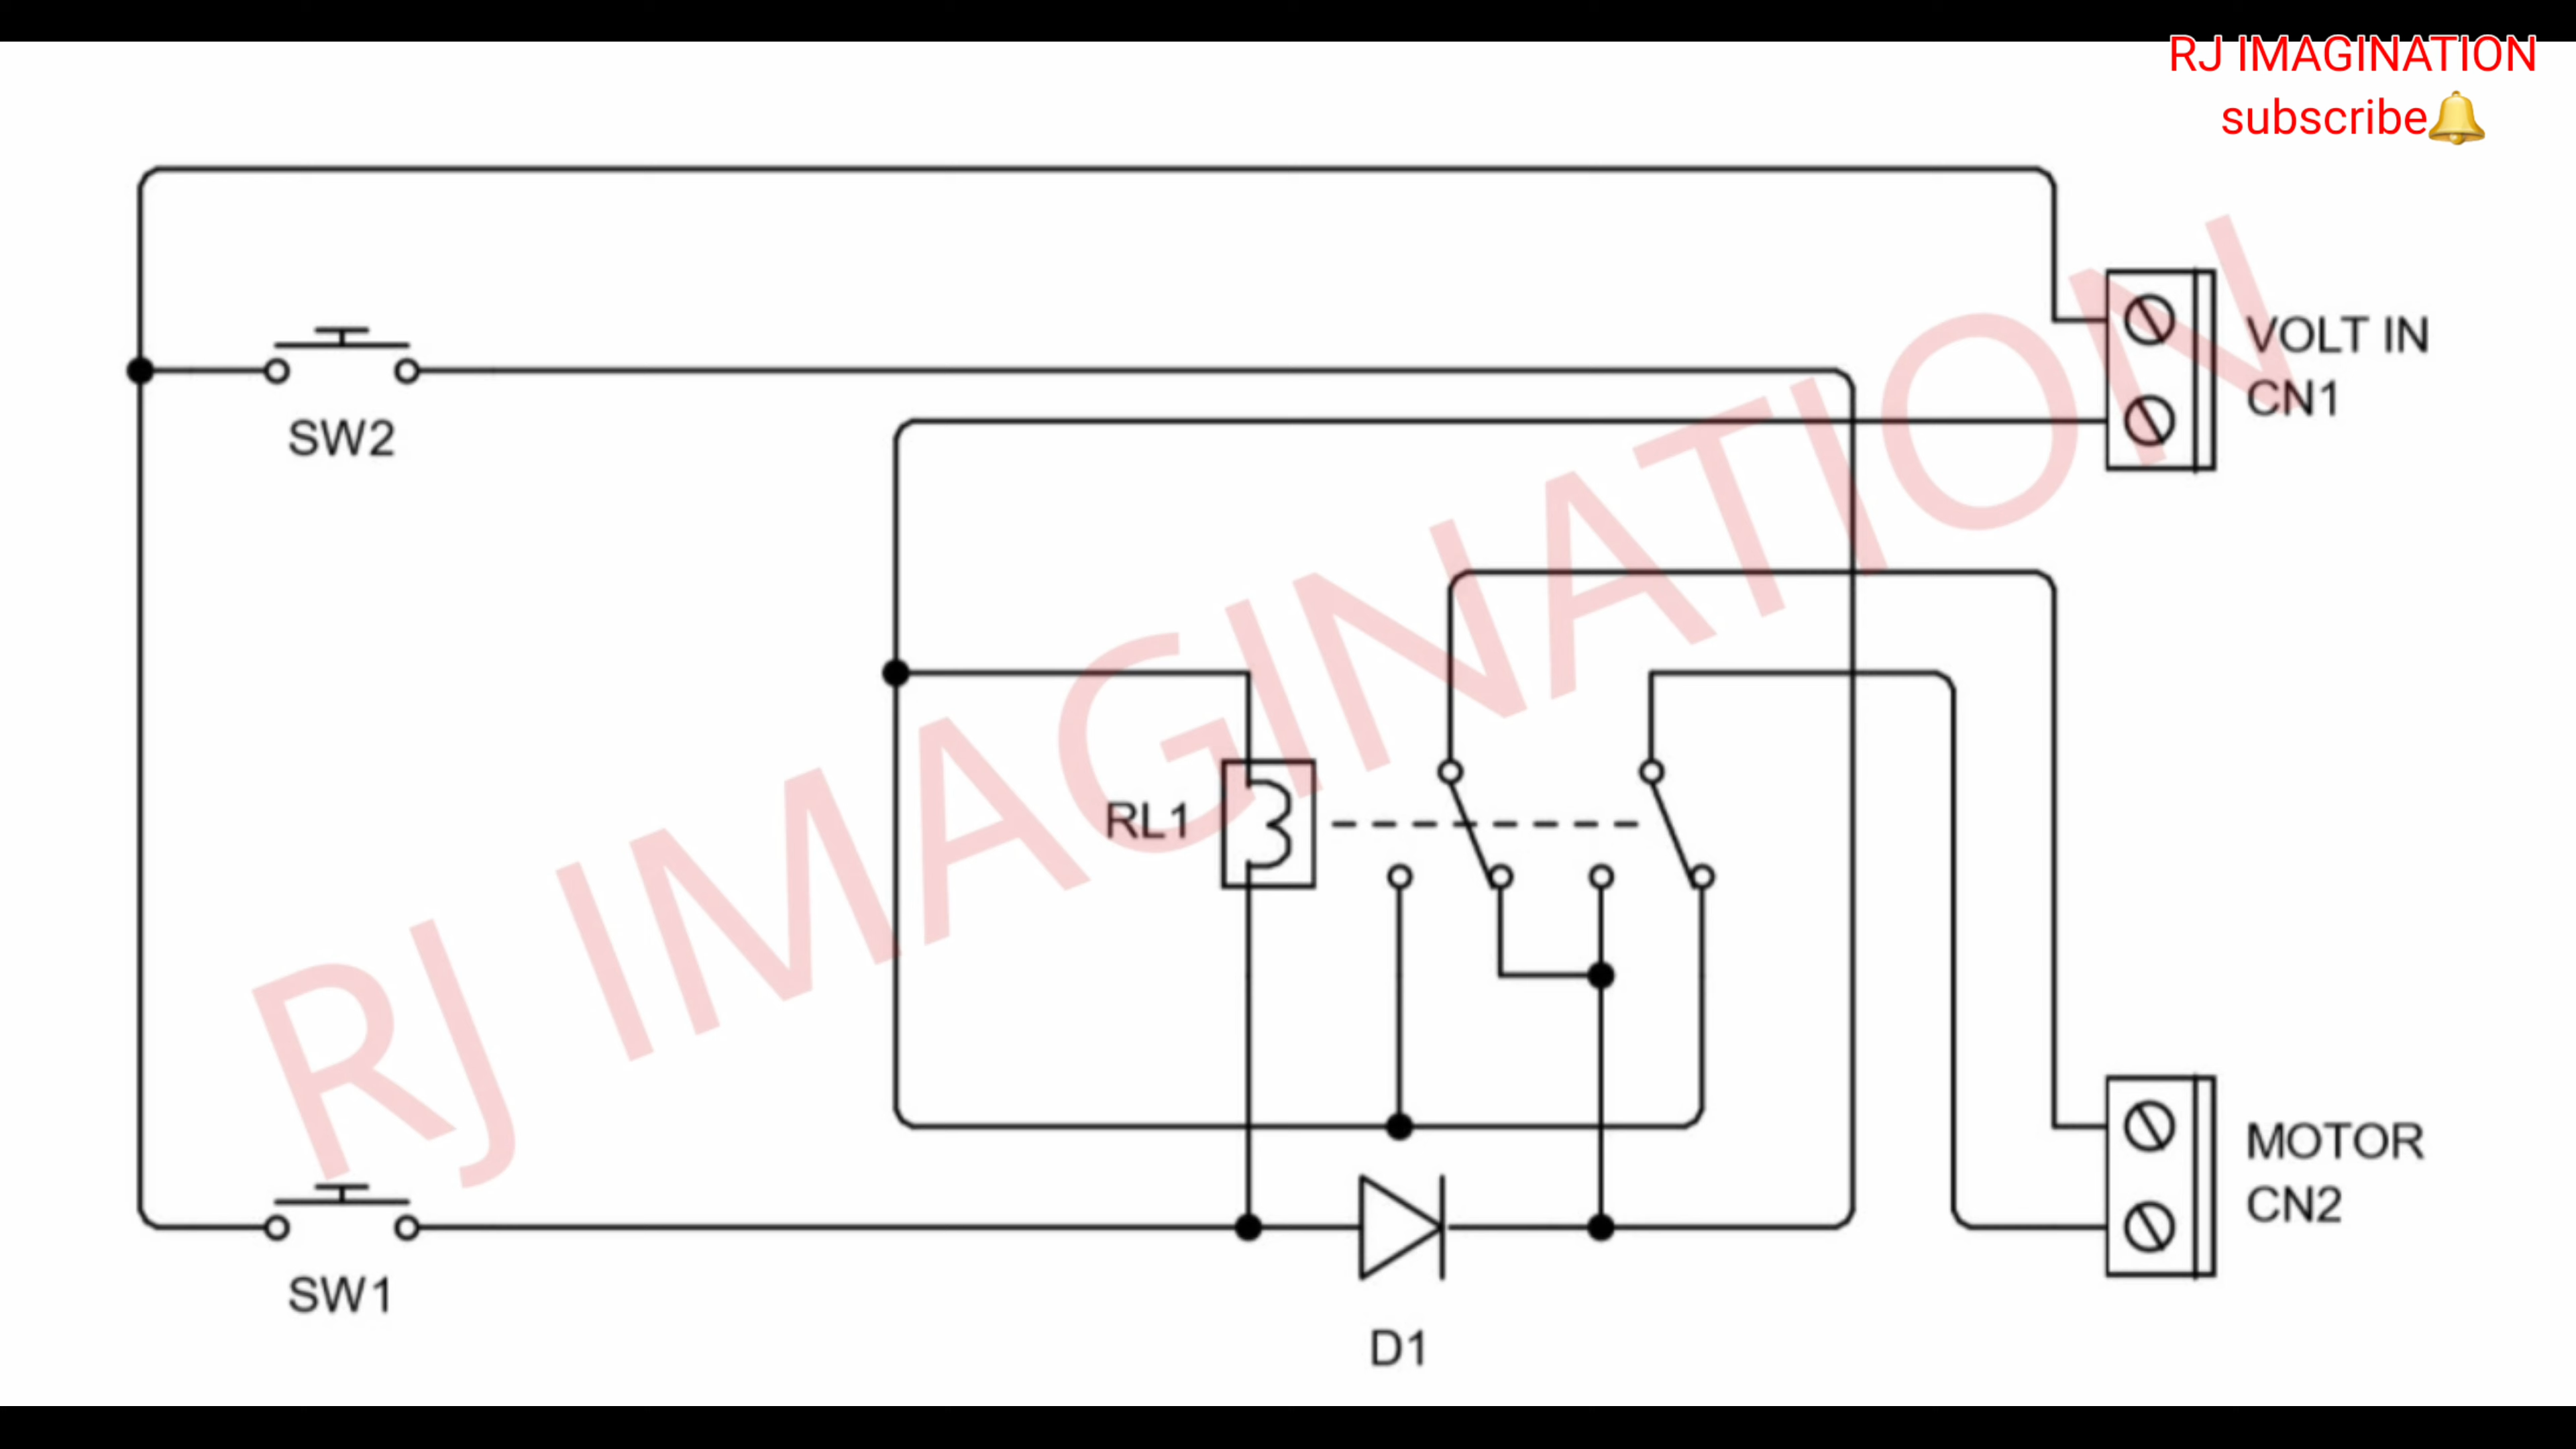 RJ IMAGINATION
subscribe🔔
VOLT IN
CN1
SW2
RJ IMAGINATION
RL1
MOTOR
CN2
SW1
D1